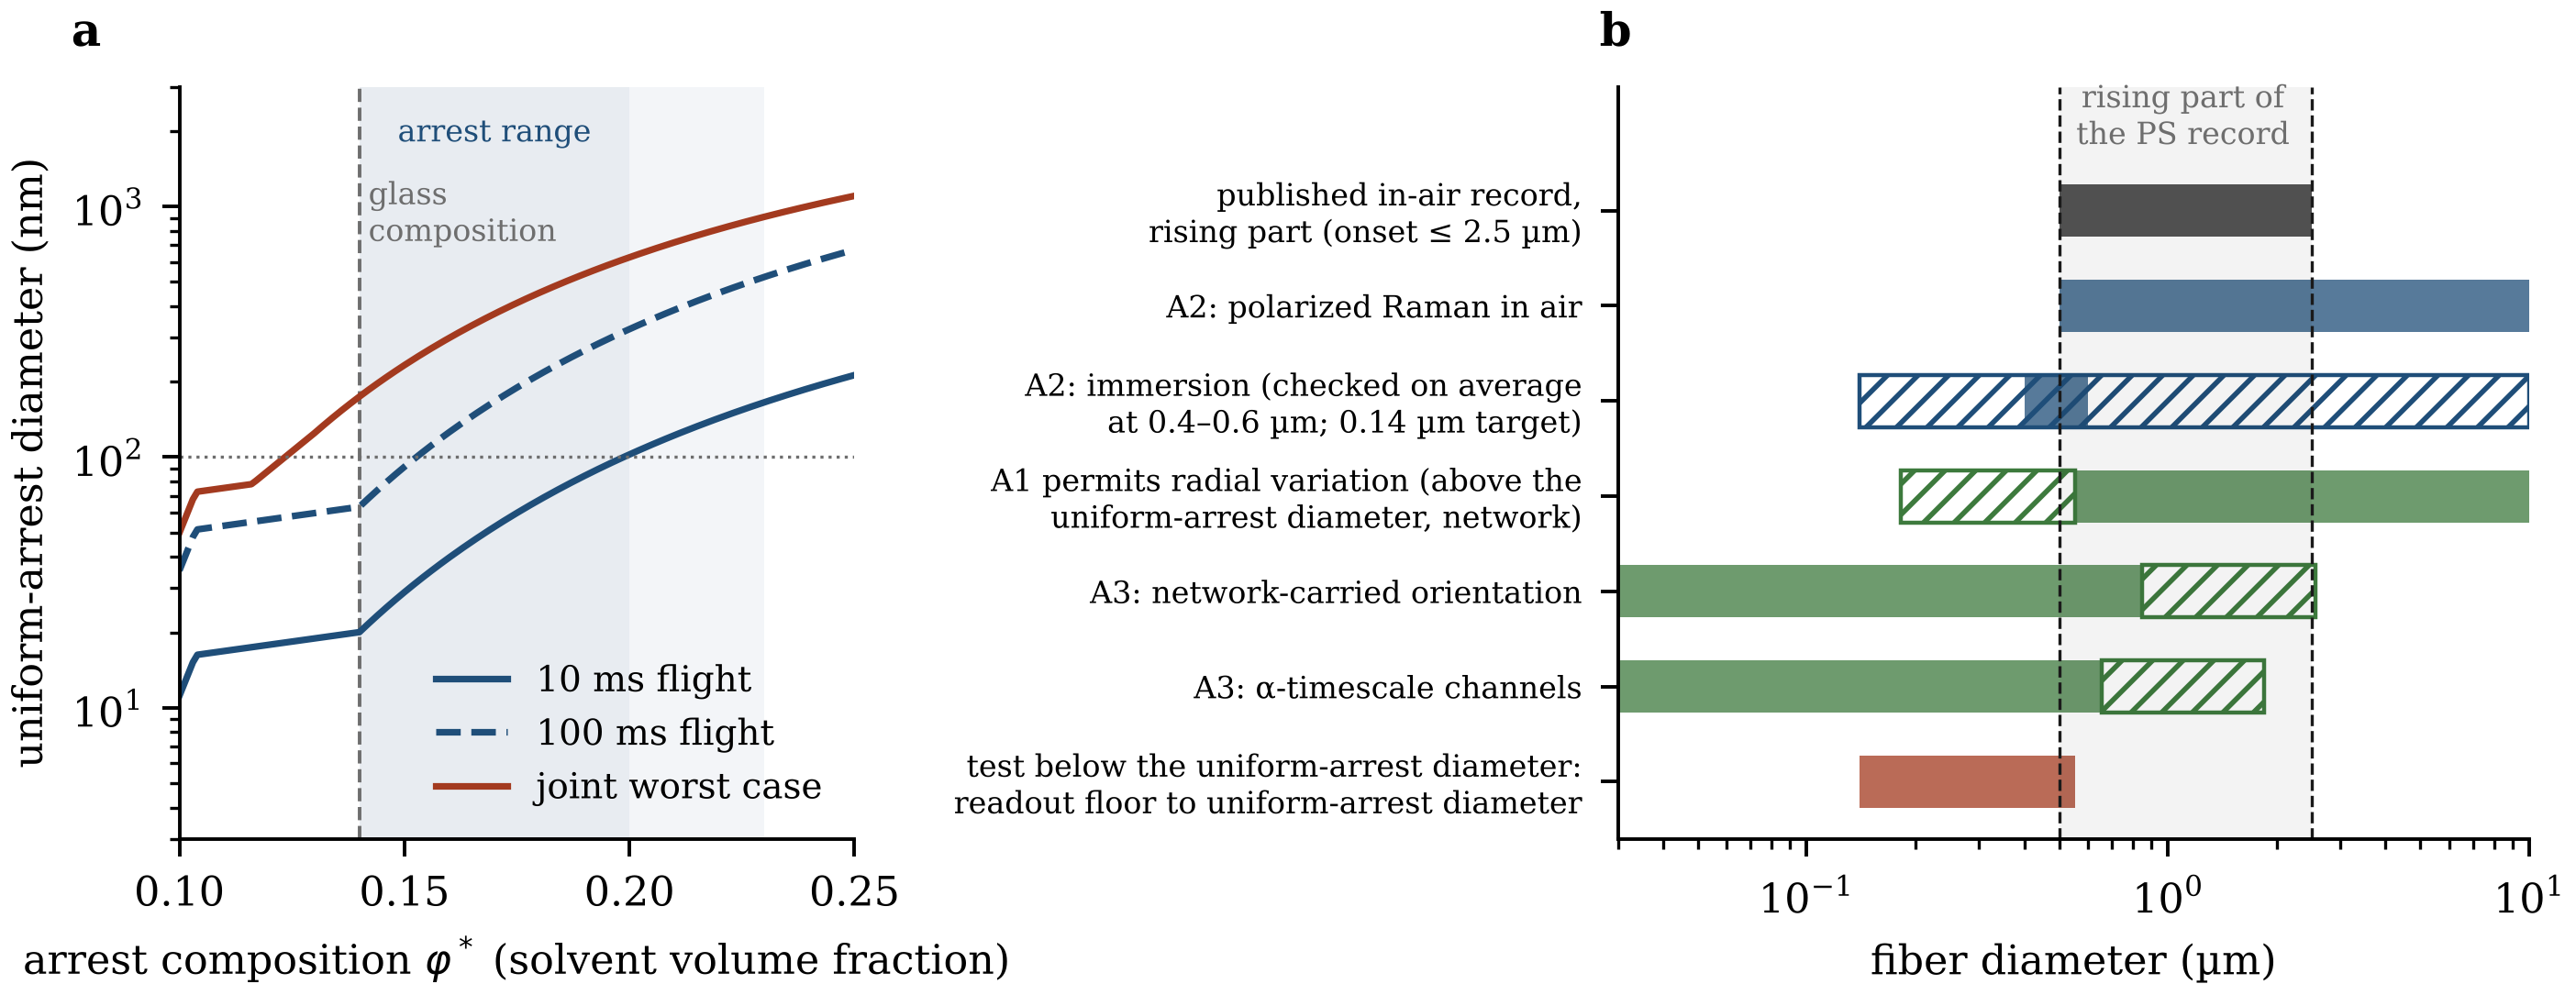 a
arrest range
glass
composition
10³
10²
10¹
uniform-arrest diameter (nm)
10 ms flight
100 ms flight
joint worst case
0.10 0.15 0.20 0.25
arrest composition φ* (solvent volume fraction)
b
rising part of
the PS record
published in-air record,
rising part (onset ≤ 2.5 µm)
A2: polarized Raman in air
A2: immersion (checked on average
at 0.4–0.6 µm; 0.14 µm target)
A1 permits radial variation (above the
uniform-arrest diameter, network)
A3: network-carried orientation
A3: α-timescale channels
test below the uniform-arrest diameter:
readout floor to uniform-arrest diameter
10⁻¹ 10⁰ 10¹
fiber diameter (µm)